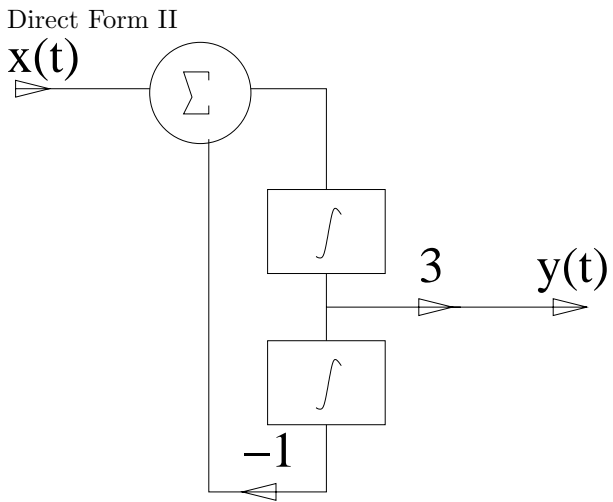 Direct Form II
x(t)
Σ
∫
3
y(t)
∫
−1